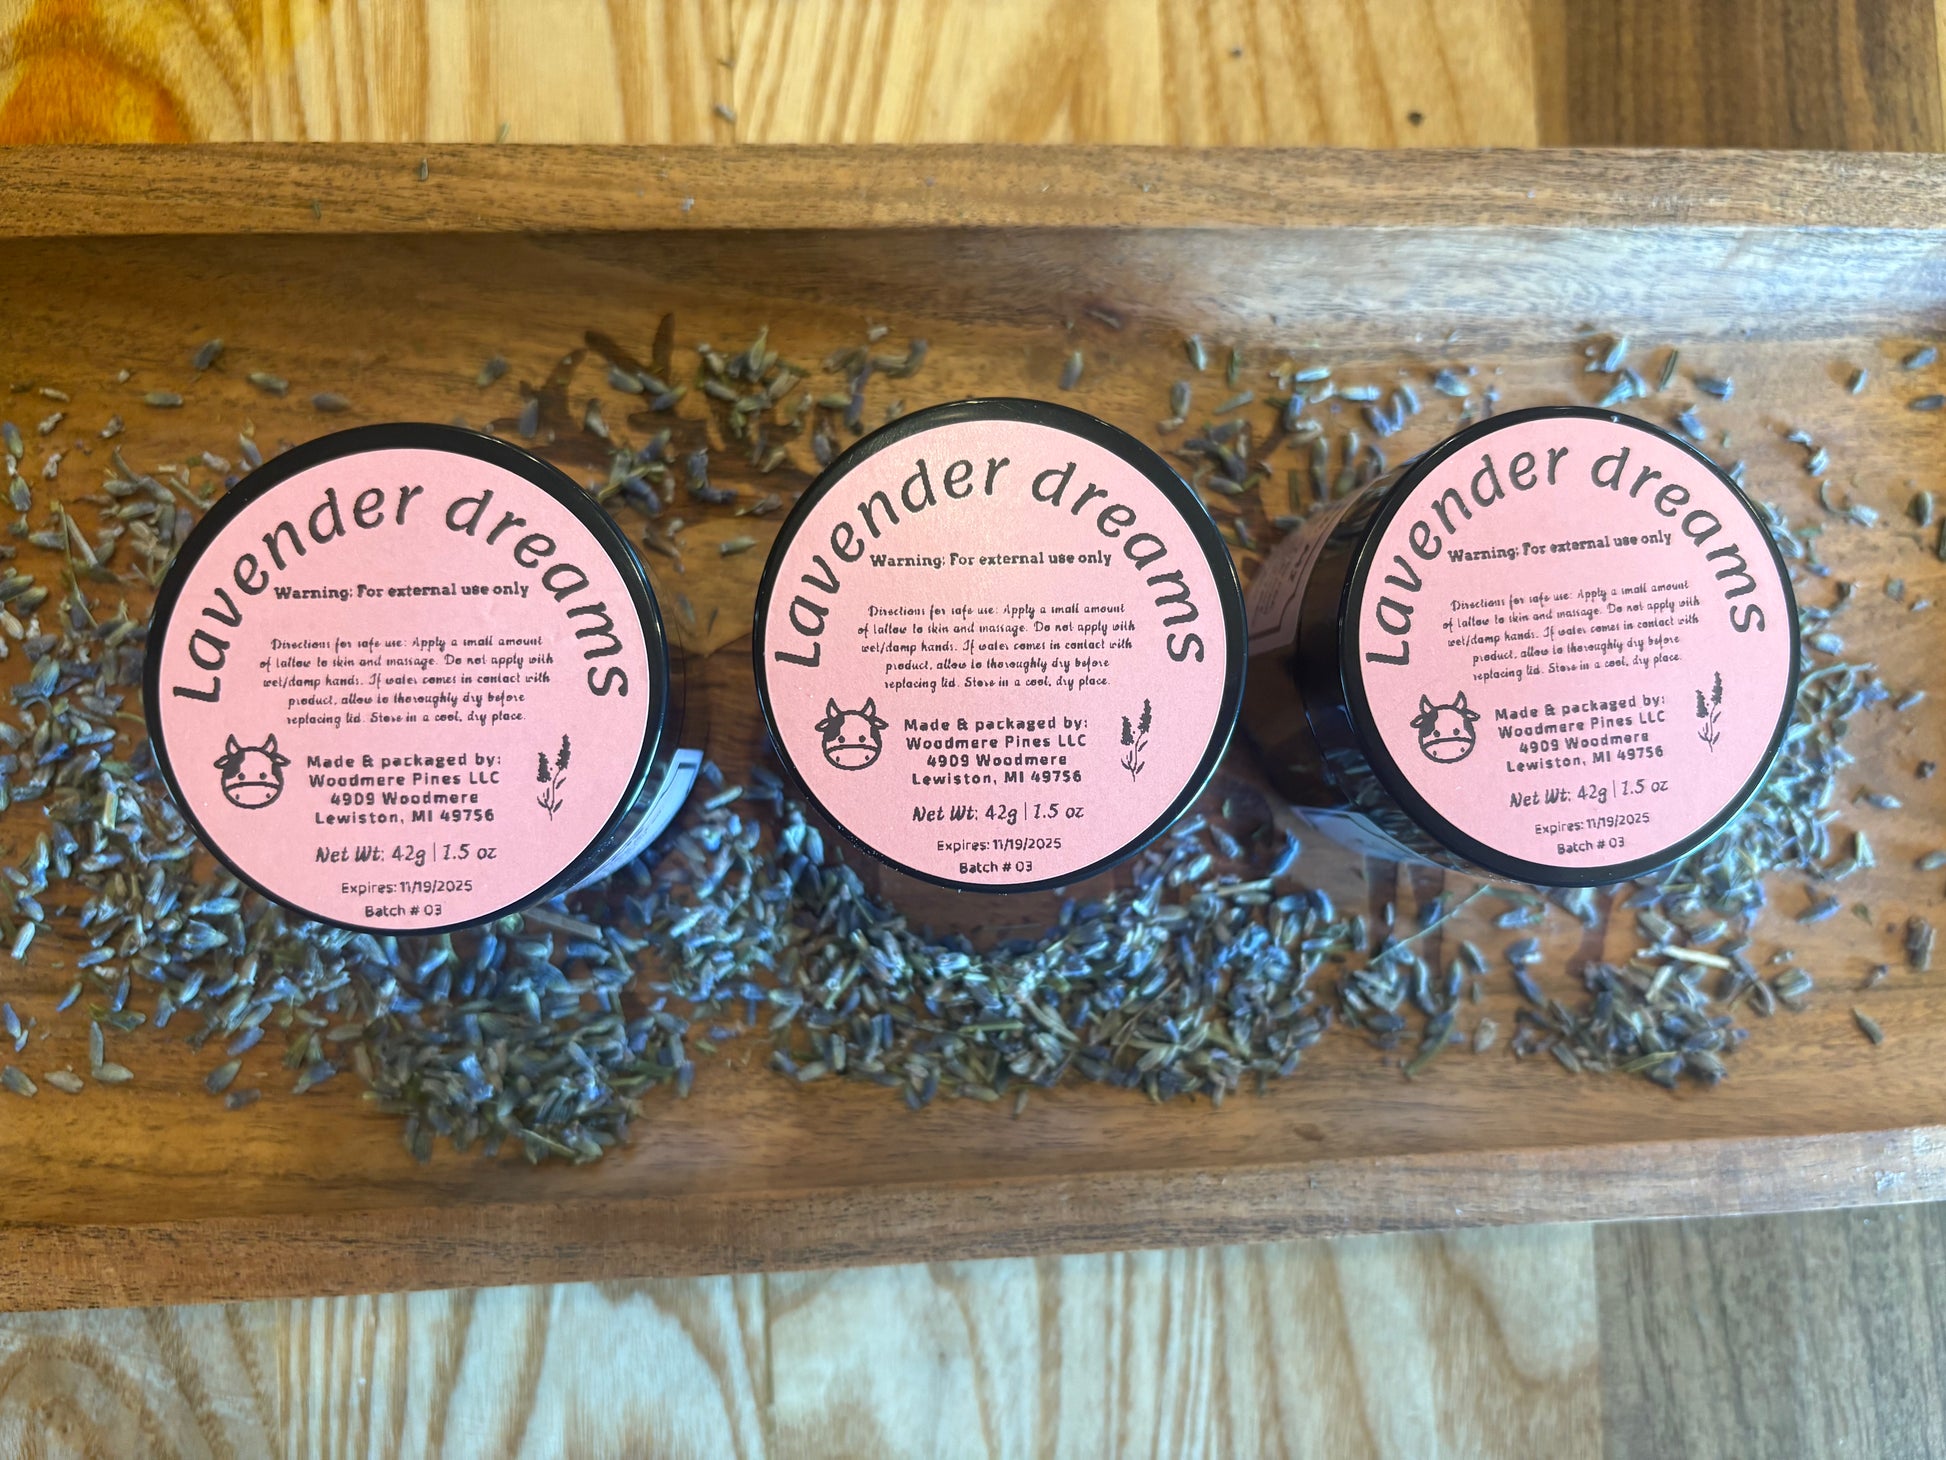 Lavender dreams
Warning: For external use only
Directions for safe use: Apply a small amount
of tallow to skin and massage. Do not apply with
wet/damp hands. If water comes in contact with
product, allow to thoroughly dry before
replacing lid. Store in a cool, dry place.
Made & packaged by:
Woodmere Pines LLC
4909 Woodmere
Lewiston, MI 49756
Net Wt: 42g | 1.5 oz
Expires: 11/19/2025
Batch # 03
Lavender dreams
Warning: For external use only
Directions for safe use: Apply a small amount
of tallow to skin and massage. Do not apply with
wet/damp hands. If water comes in contact with
product, allow to thoroughly dry before
replacing lid. Store in a cool, dry place.
Made & packaged by:
Woodmere Pines LLC
4909 Woodmere
Lewiston, MI 49756
Net Wt: 42g | 1.5 oz
Expires: 11/19/2025
Batch # 03
Lavender dreams
Warning: For external use only
Directions for safe use: Apply a small amount
of tallow to skin and massage. Do not apply with
wet/damp hands. If water comes in contact with
product, allow to thoroughly dry before
replacing lid. Store in a cool, dry place.
Made & packaged by:
Woodmere Pines LLC
4909 Woodmere
Lewiston, MI 49756
Net Wt: 42g | 1.5 oz
Expires: 11/19/2025
Batch # 03